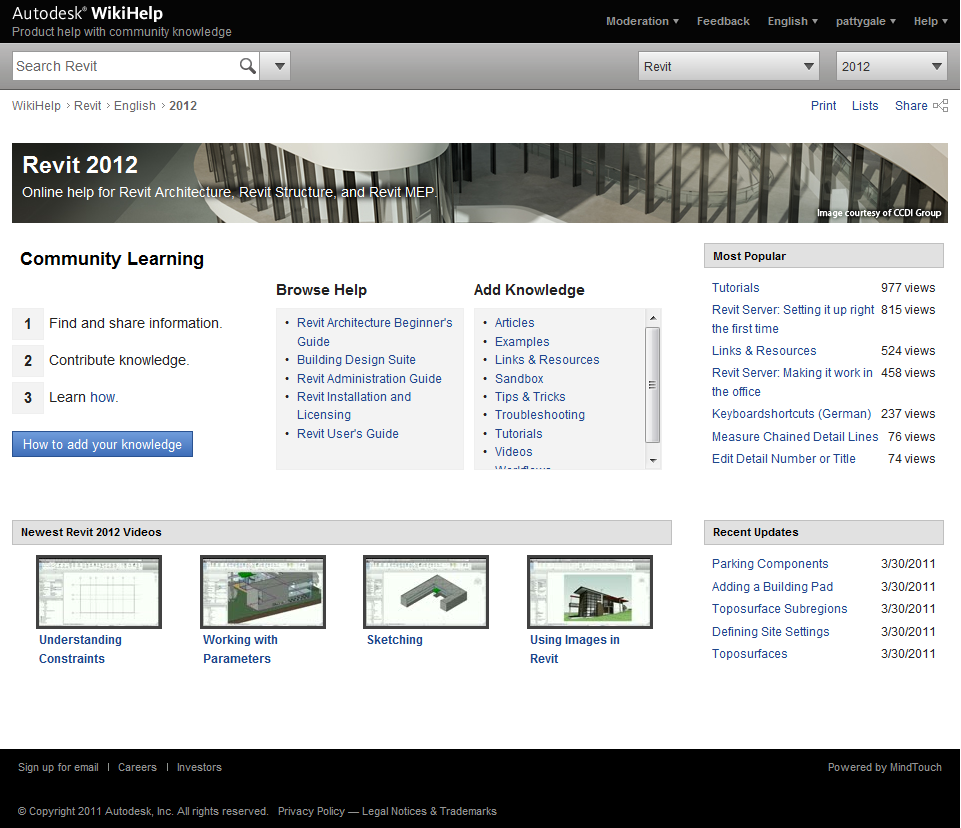 Autodesk® WikiHelp
Product help with community knowledge
Moderation Feedback English pattygale Help
Search Revit
Revit
2012
WikiHelp › Revit › English › 2012
Print Lists Share
Revit 2012
Online help for Revit Architecture, Revit Structure, and Revit MEP.
Image courtesy of CCDI Group
Community Learning
1 Find and share information.
2 Contribute knowledge.
3 Learn how.
How to add your knowledge
Browse Help
• Revit Architecture Beginner's
Guide
• Building Design Suite
• Revit Administration Guide
• Revit Installation and
Licensing
• Revit User's Guide
Add Knowledge
• Articles
• Examples
• Links & Resources
• Sandbox
• Tips & Tricks
• Troubleshooting
• Tutorials
• Videos
Most Popular
Tutorials 977 views
Revit Server: Setting it up right 815 views
the first time
Links & Resources 524 views
Revit Server: Making it work in 458 views
the office
Keyboardshortcuts (German) 237 views
Measure Chained Detail Lines 76 views
Edit Detail Number or Title 74 views
Newest Revit 2012 Videos
Understanding
Constraints
Working with
Parameters
Sketching
Using Images in
Revit
Recent Updates
Parking Components 3/30/2011
Adding a Building Pad 3/30/2011
Toposurface Subregions 3/30/2011
Defining Site Settings 3/30/2011
Toposurfaces 3/30/2011
Sign up for email | Careers | Investors
Powered by MindTouch
© Copyright 2011 Autodesk, Inc. All rights reserved. Privacy Policy — Legal Notices & Trademarks